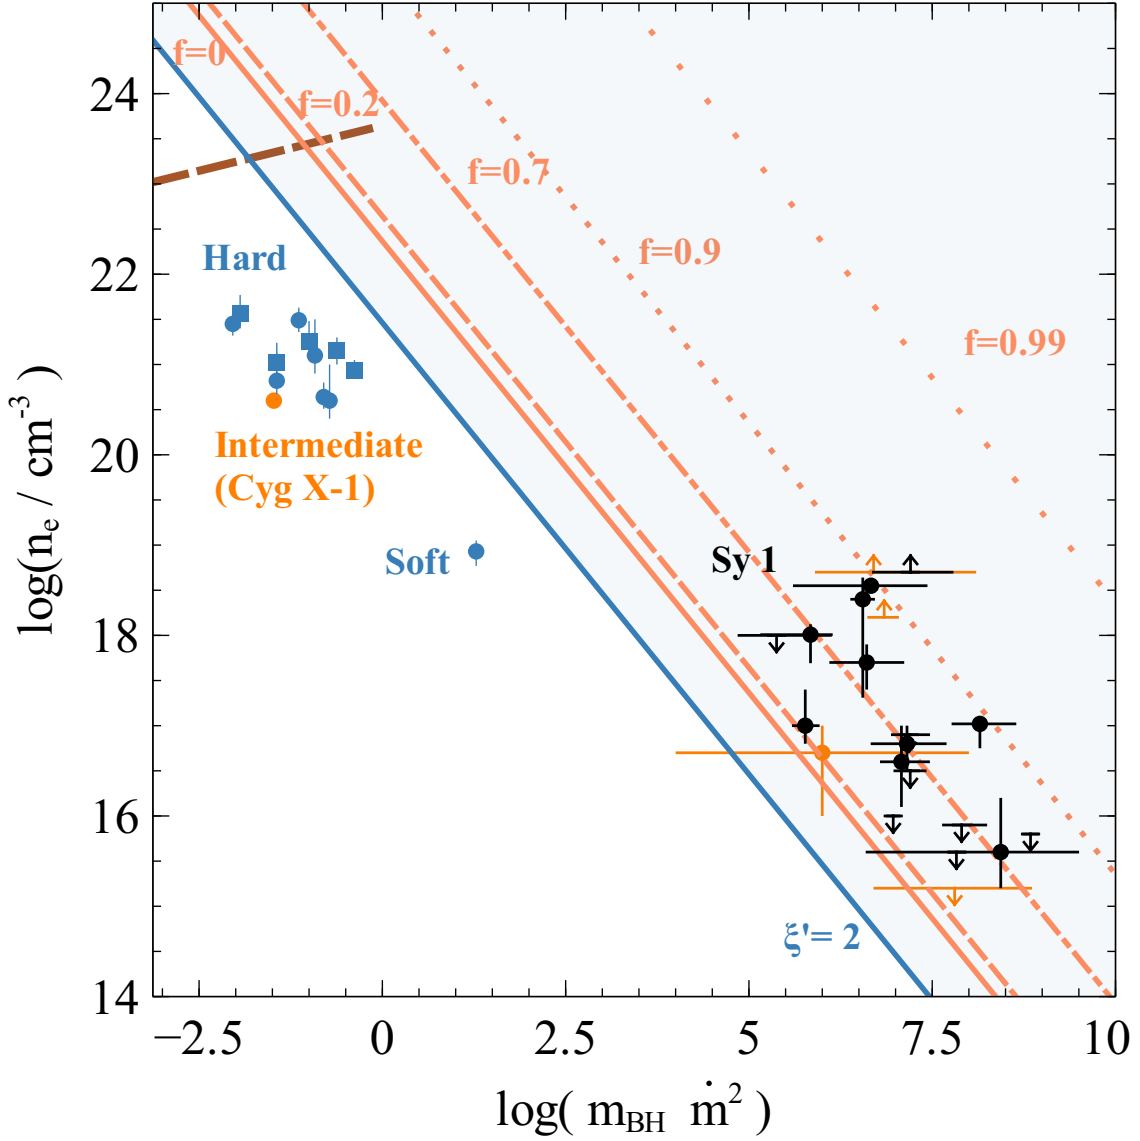 f=0
24
f=0.2
f=0.7
f=0.9
Hard
22
f=0.99
Intermediate
(Cyg X-1)
20
Soft
Sy 1
18
16
ξ'= 2
14
−2.5 0 2.5 5 7.5 10
log( m_BH ṁ² )
log(n_e / cm⁻³)